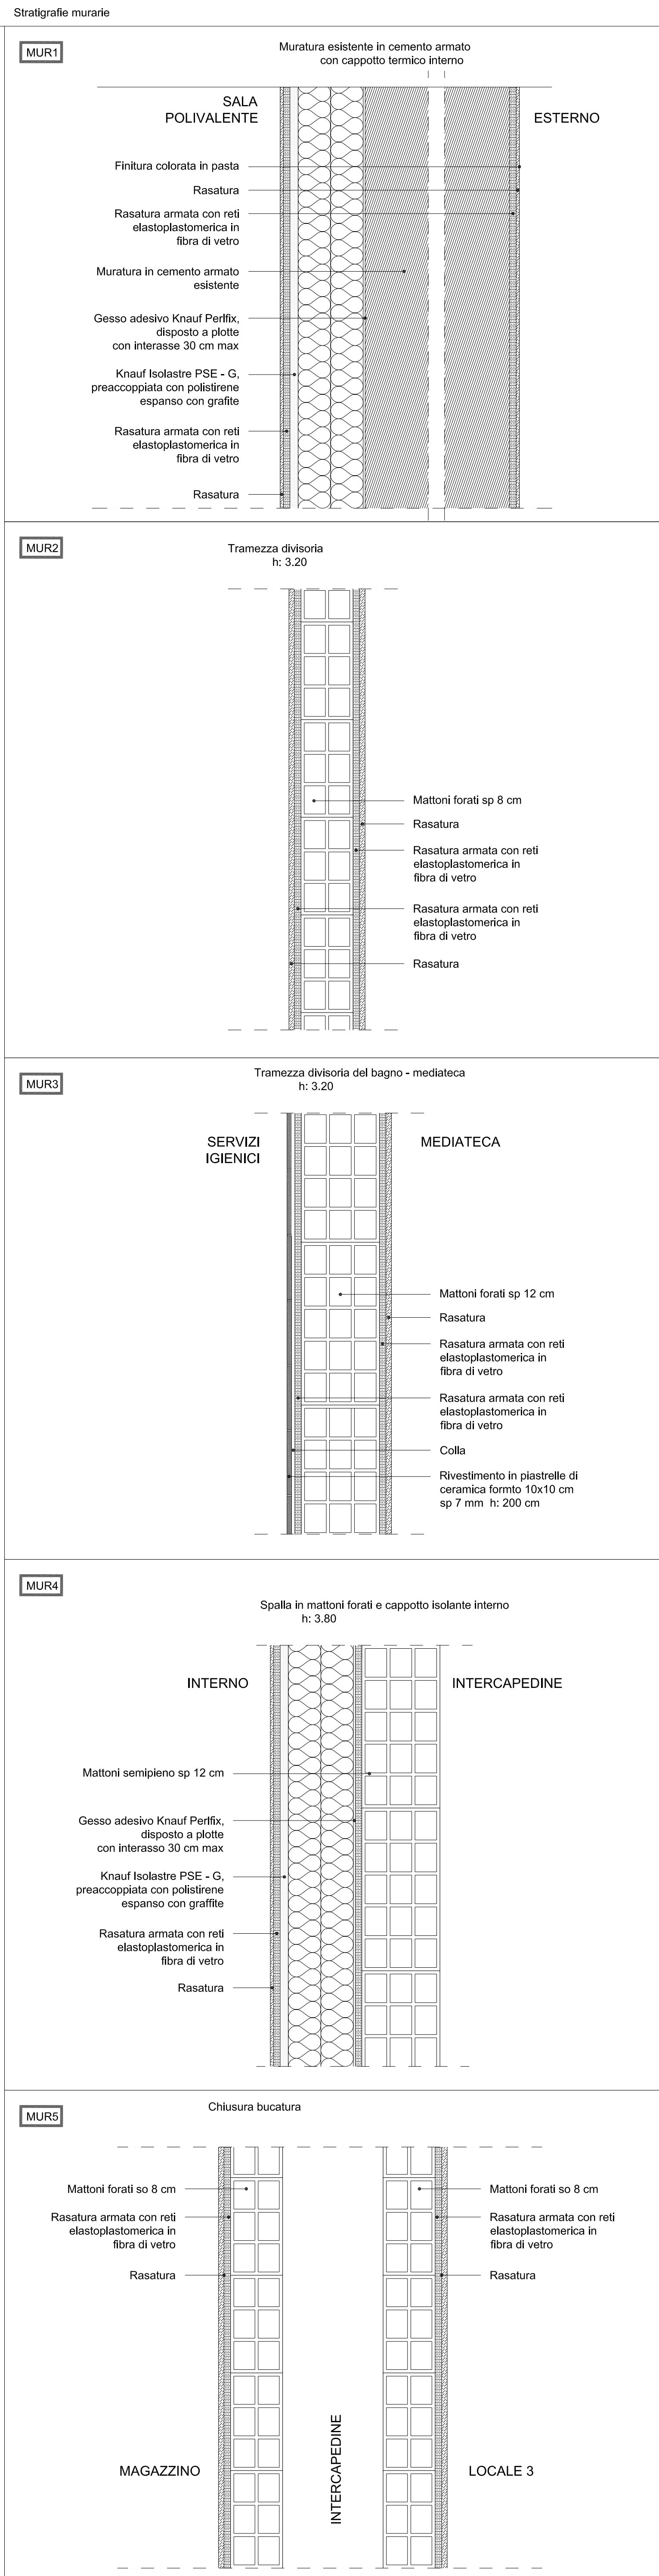 Stratigrafie murarie
MUR1
Muratura esistente in cemento armato
con cappotto termico interno
SALA
POLIVALENTE
ESTERNO
Finitura colorata in pasta
Rasatura
Rasatura armata con reti
elastoplastomerica in
fibra di vetro
Muratura in cemento armato
esistente
Gesso adesivo Knauf Perlfix,
disposto a plotte
con interasse 30 cm max
Knauf Isolastre PSE - G,
preaccoppiata con polistirene
espanso con grafite
Rasatura armata con reti
elastoplastomerica in
fibra di vetro
Rasatura
MUR2
Tramezza divisoria
h: 3.20
Mattoni forati sp 8 cm
Rasatura
Rasatura armata con reti
elastoplastomerica in
fibra di vetro
Rasatura armata con reti
elastoplastomerica in
fibra di vetro
Rasatura
MUR3
Tramezza divisoria del bagno - mediateca
h: 3.20
SERVIZI
IGIENICI
MEDIATECA
Mattoni forati sp 12 cm
Rasatura
Rasatura armata con reti
elastoplastomerica in
fibra di vetro
Rasatura armata con reti
elastoplastomerica in
fibra di vetro
Colla
Rivestimento in piastrelle di
ceramica formto 10x10 cm
sp 7 mm h: 200 cm
MUR4
Spalla in mattoni forati e cappotto isolante interno
h: 3.80
INTERNO
INTERCAPEDINE
Mattoni semipieno sp 12 cm
Gesso adesivo Knauf Perlfix,
disposto a plotte
con interasso 30 cm max
Knauf Isolastre PSE - G,
preaccoppiata con polistirene
espanso con graffite
Rasatura armata con reti
elastoplastomerica in
fibra di vetro
Rasatura
MUR5
Chiusura bucatura
Mattoni forati so 8 cm
Rasatura armata con reti
elastoplastomerica in
fibra di vetro
Rasatura
Mattoni forati so 8 cm
Rasatura armata con reti
elastoplastomerica in
fibra di vetro
Rasatura
MAGAZZINO
INTERCAPEDINE
LOCALE 3